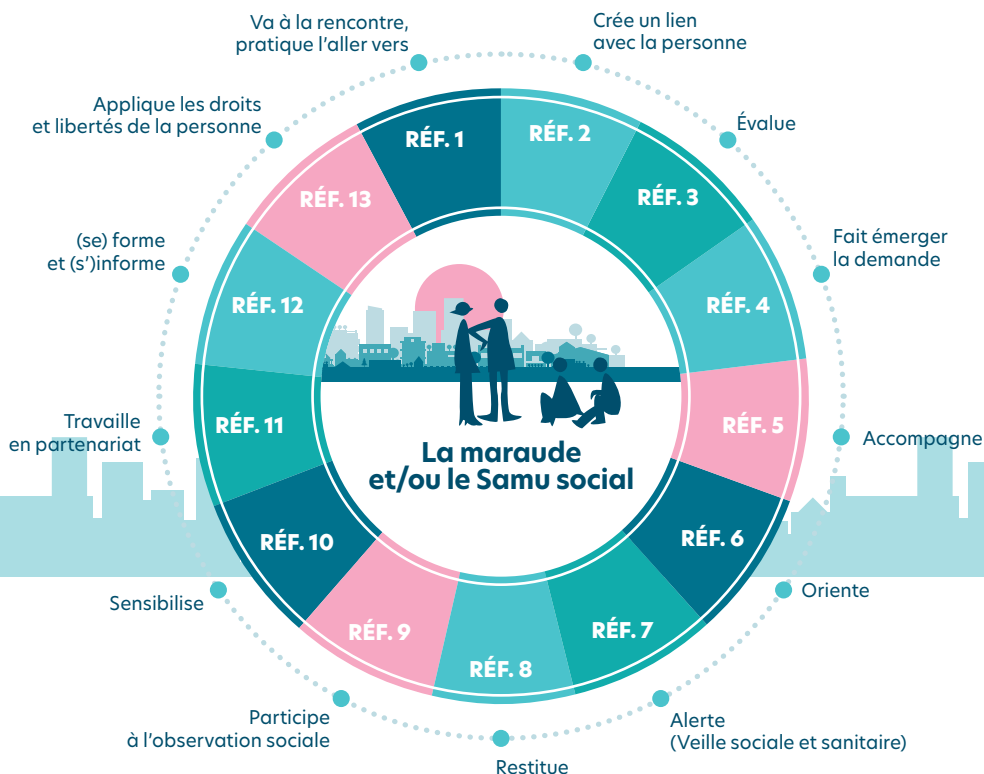 Va à la rencontre,
pratique l'aller vers
Crée un lien
avec la personne
Évalue
Fait émerger
la demande
Accompagne
Oriente
Alerte
(Veille sociale et sanitaire)
Restitue
Participe
à l'observation sociale
Sensibilise
Travaille
en partenariat
(se) forme
et (s')informe
Applique les droits
et libertés de la personne
RÉF. 1
RÉF. 2
RÉF. 3
RÉF. 4
RÉF. 5
RÉF. 6
RÉF. 7
RÉF. 8
RÉF. 9
RÉF. 10
RÉF. 11
RÉF. 12
RÉF. 13
La maraude
et/ou le Samu social